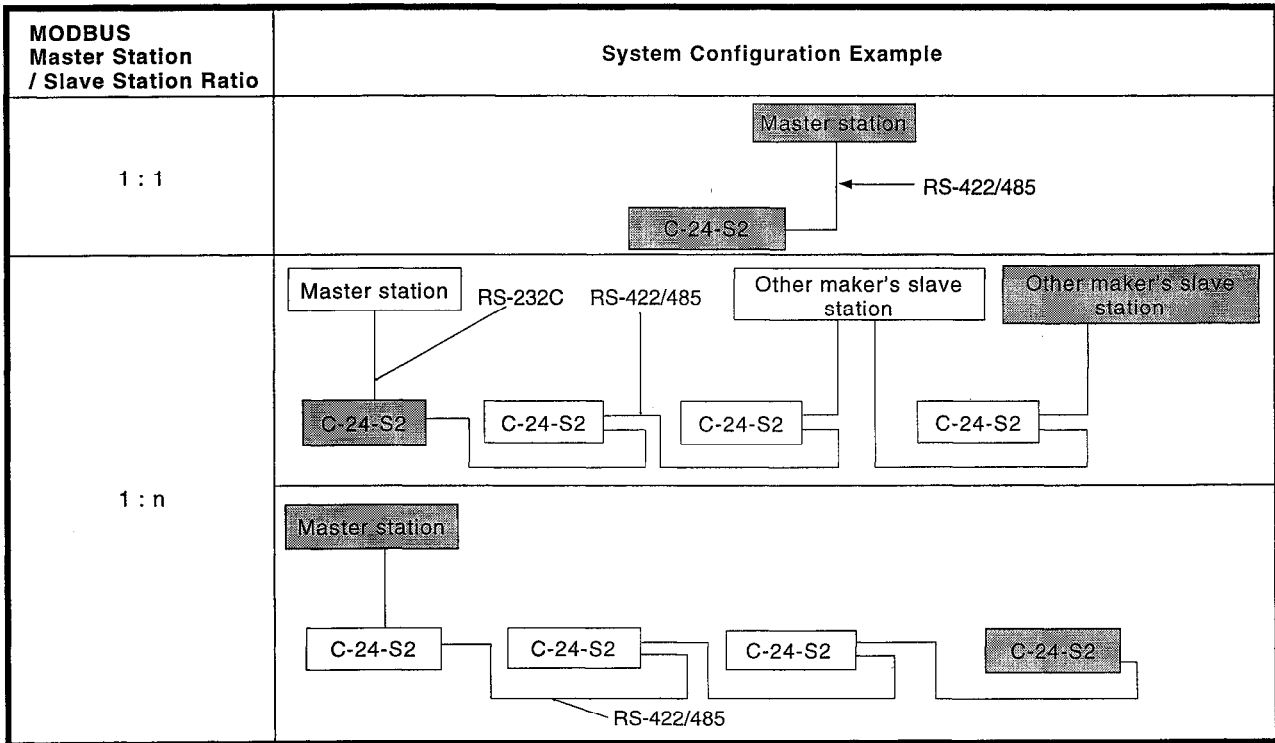 MODBUS
Master Station
/ Slave Station Ratio
System Configuration Example
1 : 1
Master station
RS-422/485
C-24-S2
1 : n
Master station
RS-232C
RS-422/485
Other maker's slave
station
Other maker's slave
station
C-24-S2
C-24-S2
C-24-S2
C-24-S2
Master station
C-24-S2
C-24-S2
C-24-S2
C-24-S2
RS-422/485